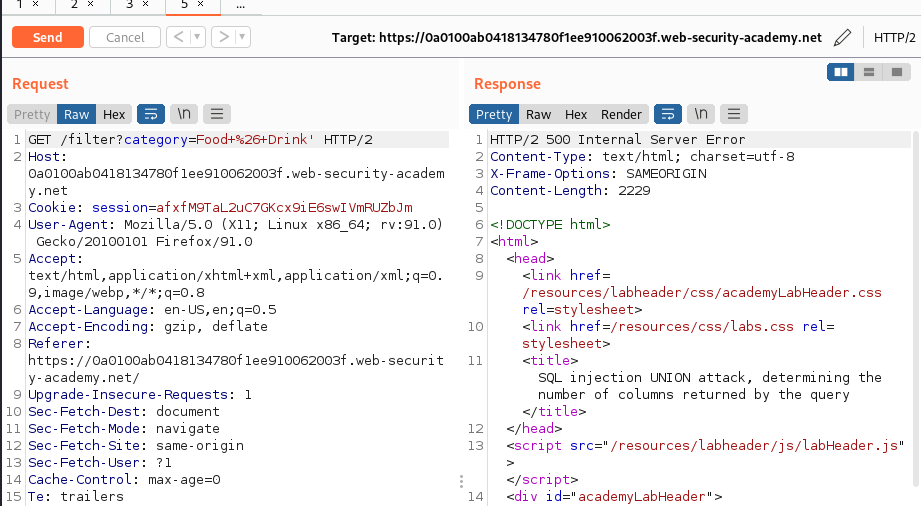 1 × 2 × 3 × 5 × ...
Send Cancel < > Target: https://0a0100ab0418134780f1ee910062003f.web-security-academy.net HTTP/2
Request
Pretty Raw Hex \n
1 GET /filter?category=Food+%26+Drink' HTTP/2
2 Host:
0a0100ab0418134780f1ee910062003f.web-security-academ
y.net
3 Cookie: session=afxfM9TaL2uC7GKcx9iE6swIVmRUZbJm
4 User-Agent: Mozilla/5.0 (X11; Linux x86_64; rv:91.0)
Gecko/20100101 Firefox/91.0
5 Accept:
text/html,application/xhtml+xml,application/xml;q=0.
9,image/webp,*/*;q=0.8
6 Accept-Language: en-US,en;q=0.5
7 Accept-Encoding: gzip, deflate
8 Referer:
https://0a0100ab0418134780f1ee910062003f.web-securit
y-academy.net/
9 Upgrade-Insecure-Requests: 1
10 Sec-Fetch-Dest: document
11 Sec-Fetch-Mode: navigate
12 Sec-Fetch-Site: same-origin
13 Sec-Fetch-User: ?1
14 Cache-Control: max-age=0
15 Te: trailers
Response
Pretty Raw Hex Render \n
1 HTTP/2 500 Internal Server Error
2 Content-Type: text/html; charset=utf-8
3 X-Frame-Options: SAMEORIGIN
4 Content-Length: 2229
5
6 <!DOCTYPE html>
7 <html>
8 <head>
9 <link href=
/resources/labheader/css/academyLabHeader.css
rel=stylesheet>
10 <link href=/resources/css/labs.css rel=
stylesheet>
11 <title>
SQL injection UNION attack, determining the
number of columns returned by the query
</title>
12 </head>
13 <script src="/resources/labheader/js/labHeader.js"
>
</script>
14 <div id="academyLabHeader">